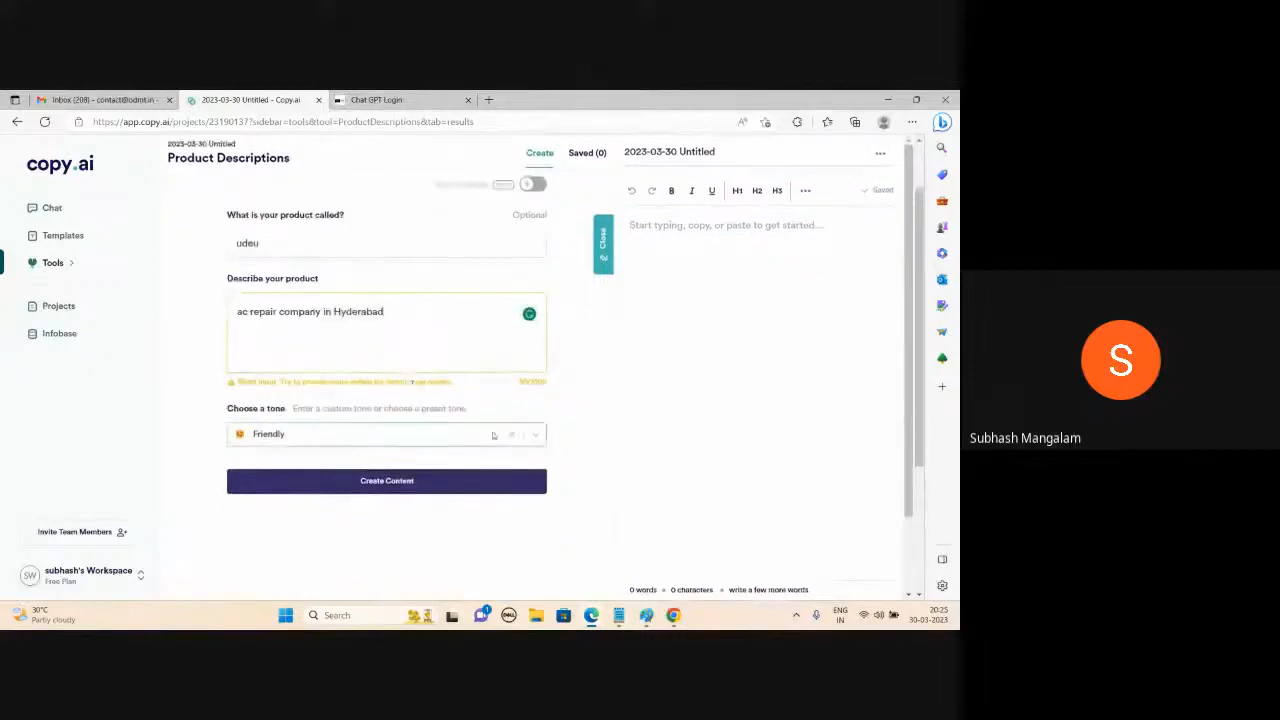 Inbox (208) - contact@iodmt.in -
2023-03-30 Untitled - Copy.ai
Chat GPT Login
https://app.copy.ai/projects/23190137?sidebar=tools&tool=ProductDescriptions&tab=results
copy.ai
Chat
Templates
Tools
Projects
Infobase
Invite Team Members
SW
subhash's Workspace
Free Plan
2023-03-30 Untitled
Product Descriptions
Create
Saved (0)
What is your product called?
Optional
udeu
Describe your product
ac repair company in Hyderabad
Choose a tone
Enter a custom tone or choose a preset tone.
Friendly
Create Content
Close
2023-03-30 Untitled
B I U H1 H2 H3
Saved
Start typing, copy, or paste to get started...
0 words
0 characters
write a few more words
S
Subhash Mangalam
30°C
Partly cloudy
Search
ENG
IN
20:25
30-03-2023